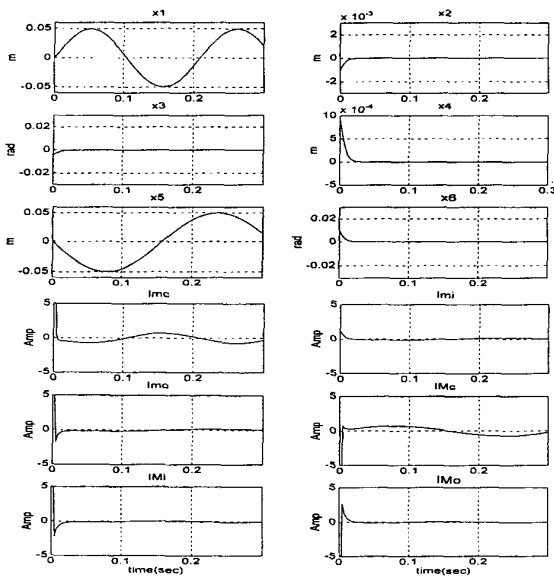 x1
0.05
0
-0.05
m
0 0.1 0.2
x2
x 10⁻³
2
0
-2
m
0 0.1 0.2
x3
0.02
0
-0.02
rad
0 0.1 0.2
x4
x 10⁻⁴
10
5
0
-5
m
0 0.1 0.2 0.3
x5
0.05
0
-0.05
m
0 0.1 0.2
x6
0.02
0
-0.02
rad
0 0.1 0.2
Imc
5
0
-5
Amp
0 0.1 0.2
Imi
5
0
-5
Amp
0 0.1 0.2
Imo
5
0
-5
Amp
0 0.1 0.2
IMc
5
0
-5
Amp
0 0.1 0.2
IMi
5
0
-5
Amp
0 0.1 0.2
time(sec)
IMo
5
0
-5
Amp
0 0.1 0.2
time(sec)